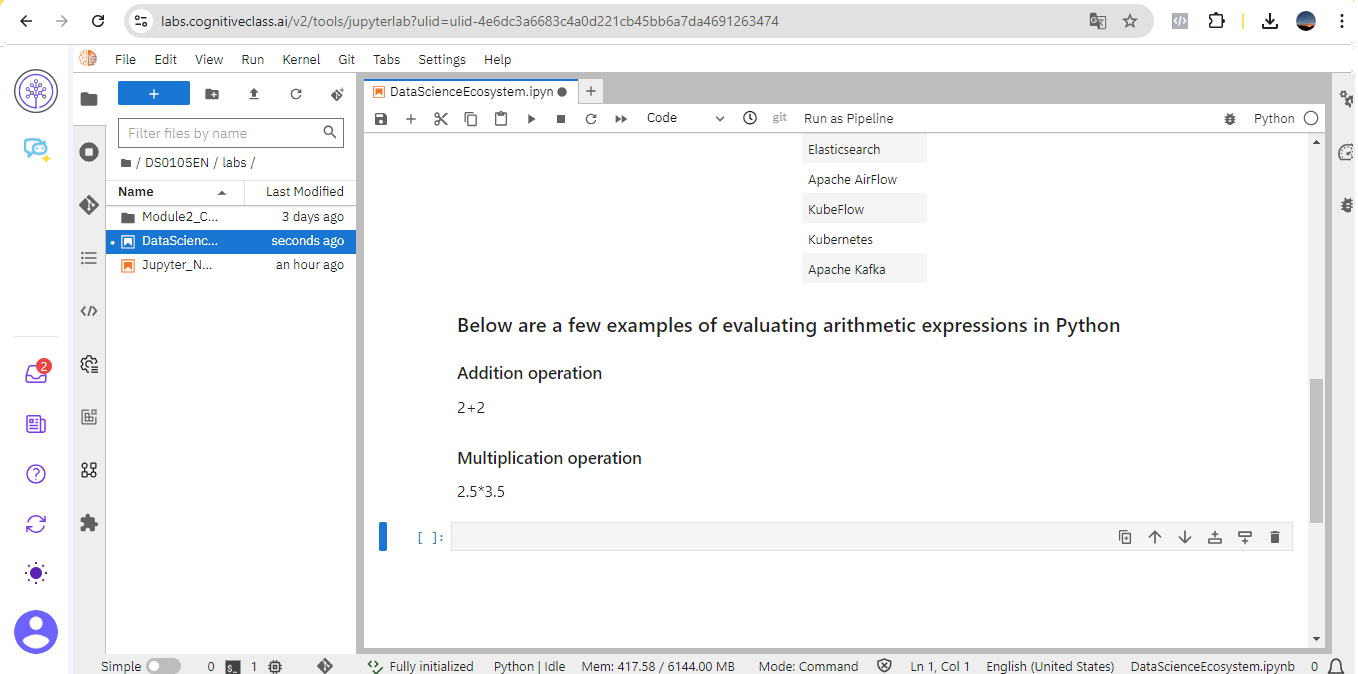 labs.cognitiveclass.ai/v2/tools/jupyterlab?ulid=ulid-4e6dc3a6683c4a0d221cb45bb6a7da4691263474
File Edit View Run Kernel Git Tabs Settings Help
DataScienceEcosystem.ipyn
Code git Run as Pipeline Python
Filter files by name
/ DS0105EN / labs /
Name Last Modified
Module2_C... 3 days ago
DataScienc... seconds ago
Jupyter_N... an hour ago
2
Elasticsearch
Apache AirFlow
KubeFlow
Kubernetes
Apache Kafka
Below are a few examples of evaluating arithmetic expressions in Python
Addition operation
2+2
Multiplication operation
2.5*3.5
[ ]:
Simple 0 $_ 1 Fully initialized Python | Idle Mem: 417.58 / 6144.00 MB Mode: Command Ln 1, Col 1 English (United States) DataScienceEcosystem.ipynb 0